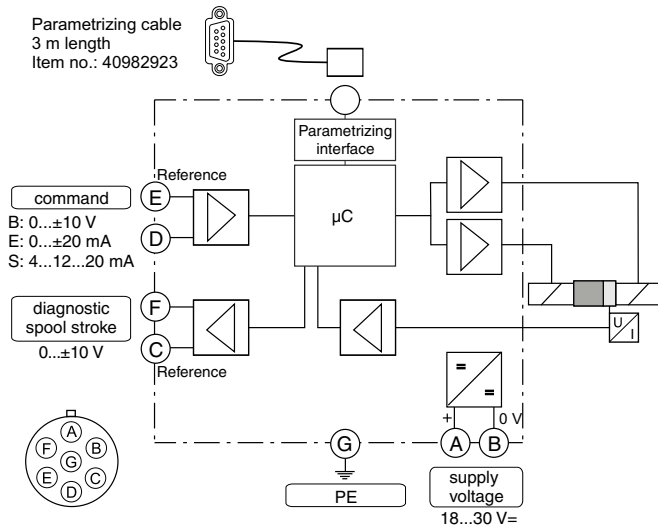 Parametrizing cable
3 m length
Item no.: 40982923
Parametrizing
interface
Reference
command
E
B: 0...±10 V
E: 0...±20 mA
S: 4...12...20 mA
D
µC
diagnostic
spool stroke
F
0...±10 V
C
Reference
U
I
=
=
+
0 V
A
F
B
G
E
C
D
G
A
B
PE
supply
voltage
18...30 V=